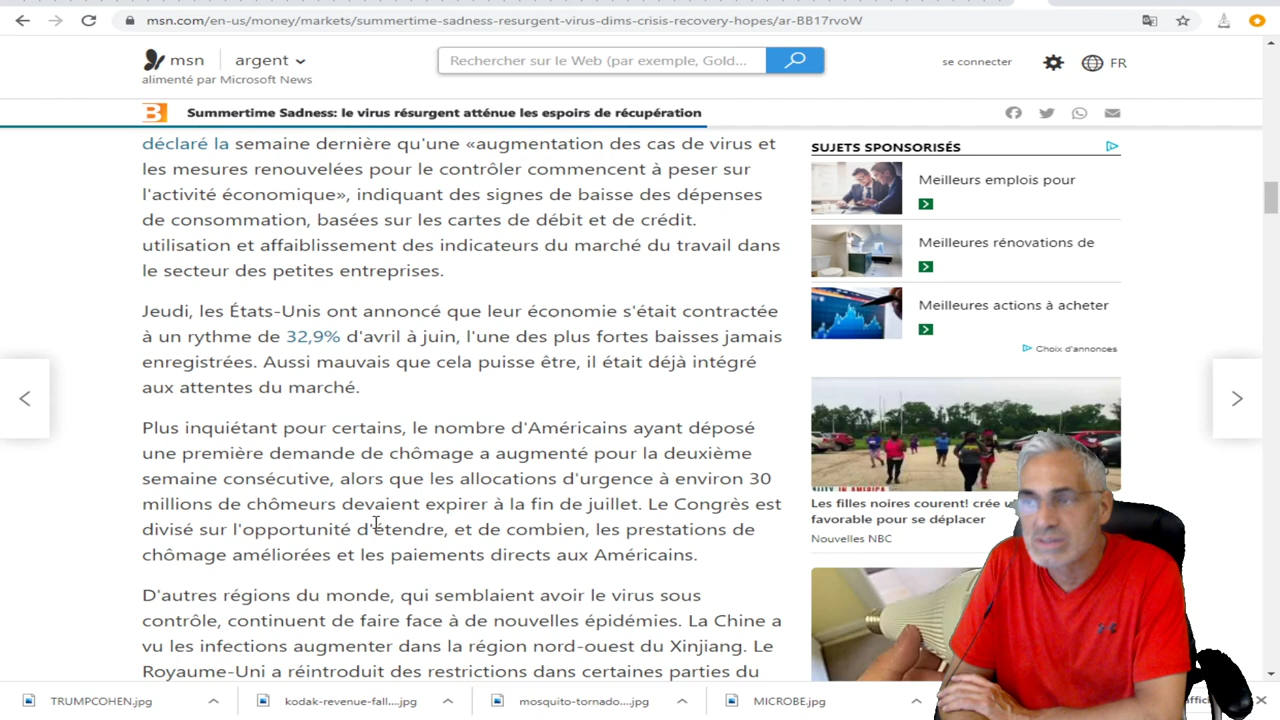 msn.com/en-us/money/markets/summertime-sadness-resurgent-virus-dims-crisis-recovery-hopes/ar-BB17rvoW
msn argent
alimenté par Microsoft News
Rechercher sur le Web (par exemple, Gold...
se connecter
FR
Summertime Sadness: le virus résurgent atténue les espoirs de récupération
déclaré la semaine dernière qu'une «augmentation des cas de virus et
les mesures renouvelées pour le contrôler commencent à peser sur
l'activité économique», indiquant des signes de baisse des dépenses
de consommation, basées sur les cartes de débit et de crédit.
utilisation et affaiblissement des indicateurs du marché du travail dans
le secteur des petites entreprises.
Jeudi, les États-Unis ont annoncé que leur économie s'était contractée
à un rythme de 32,9% d'avril à juin, l'une des plus fortes baisses jamais
enregistrées. Aussi mauvais que cela puisse être, il était déjà intégré
aux attentes du marché.
Plus inquiétant pour certains, le nombre d'Américains ayant déposé
une première demande de chômage a augmenté pour la deuxième
semaine consécutive, alors que les allocations d'urgence à environ 30
millions de chômeurs devaient expirer à la fin de juillet. Le Congrès est
divisé sur l'opportunité d'étendre, et de combien, les prestations de
chômage améliorées et les paiements directs aux Américains.
D'autres régions du monde, qui semblaient avoir le virus sous
contrôle, continuent de faire face à de nouvelles épidémies. La Chine a
vu les infections augmenter dans la région nord-ouest du Xinjiang. Le
Royaume-Uni a réintroduit des restrictions dans certaines parties du
SUJETS SPONSORISÉS
Meilleurs emplois pour
Meilleures rénovations de
Meilleures actions à acheter
Choix d'annonces
Les filles noires courent! crée
favorable pour se déplacer
Nouvelles NBC
TRUMPCOHEN.jpg
kodak-revenue-fall....jpg
mosquito-tornado....jpg
MICROBE.jpg